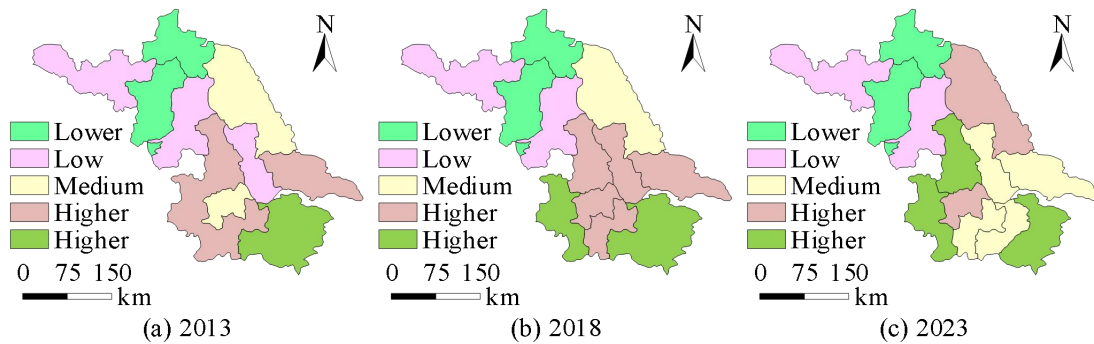 N
Lower
Low
Medium
Higher
Higher
0 75 150
km
(a) 2013
N
Lower
Low
Medium
Higher
Higher
0 75 150
km
(b) 2018
N
Lower
Low
Medium
Higher
Higher
0 75 150
km
(c) 2023